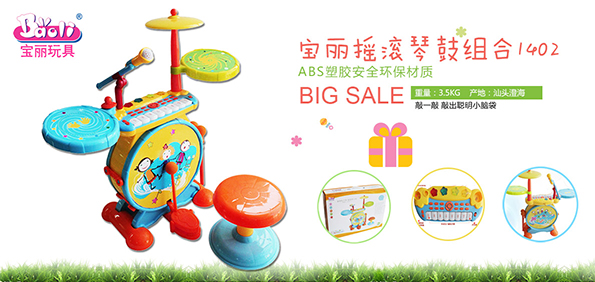 Baoli®
宝丽玩具
宝丽摇滚琴鼓组合1402
ABS塑胶安全环保材质
BIG SALE
重量：3.5KG 产地：汕头澄海
敲一敲 敲出聪明小脑袋